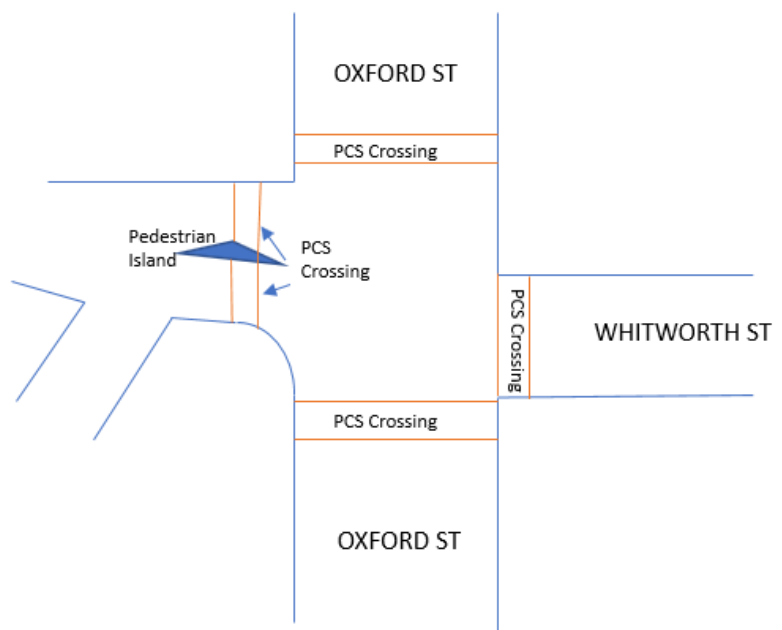 OXFORD ST
PCS Crossing
Pedestrian
Island
PCS
Crossing
PCS Crossing
WHITWORTH ST
PCS Crossing
OXFORD ST